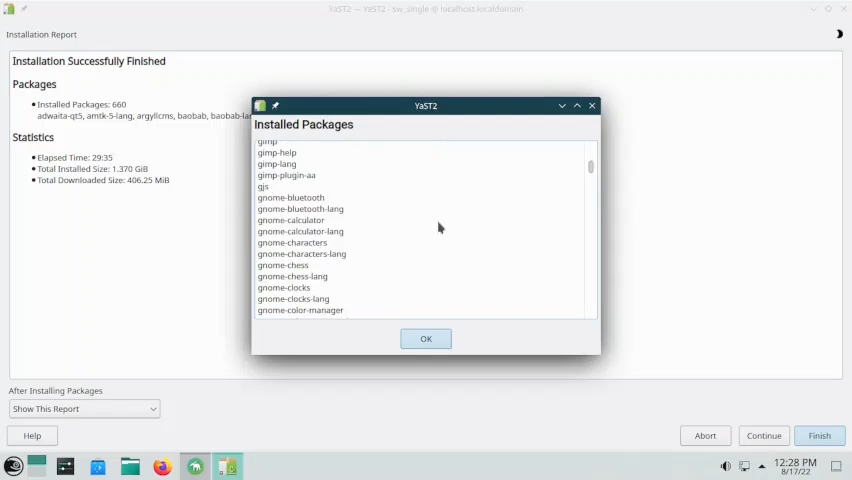 YaST2 — YaST2 - sw_single @ localhost.localdomain
Installation Report
Installation Successfully Finished
Packages
Installed Packages: 660
adwaita-qt5, amtk-5-lang, argyllcms, baobab, baobab-lan
Statistics
Elapsed Time: 29:35
Total Installed Size: 1.370 GiB
Total Downloaded Size: 406.25 MiB
YaST2
Installed Packages
gimp
gimp-help
gimp-lang
gimp-plugin-aa
gjs
gnome-bluetooth
gnome-bluetooth-lang
gnome-calculator
gnome-calculator-lang
gnome-characters
gnome-characters-lang
gnome-chess
gnome-chess-lang
gnome-clocks
gnome-clocks-lang
gnome-color-manager
OK
After Installing Packages
Show This Report
Help
Abort
Continue
Finish
12:28 PM
8/17/22